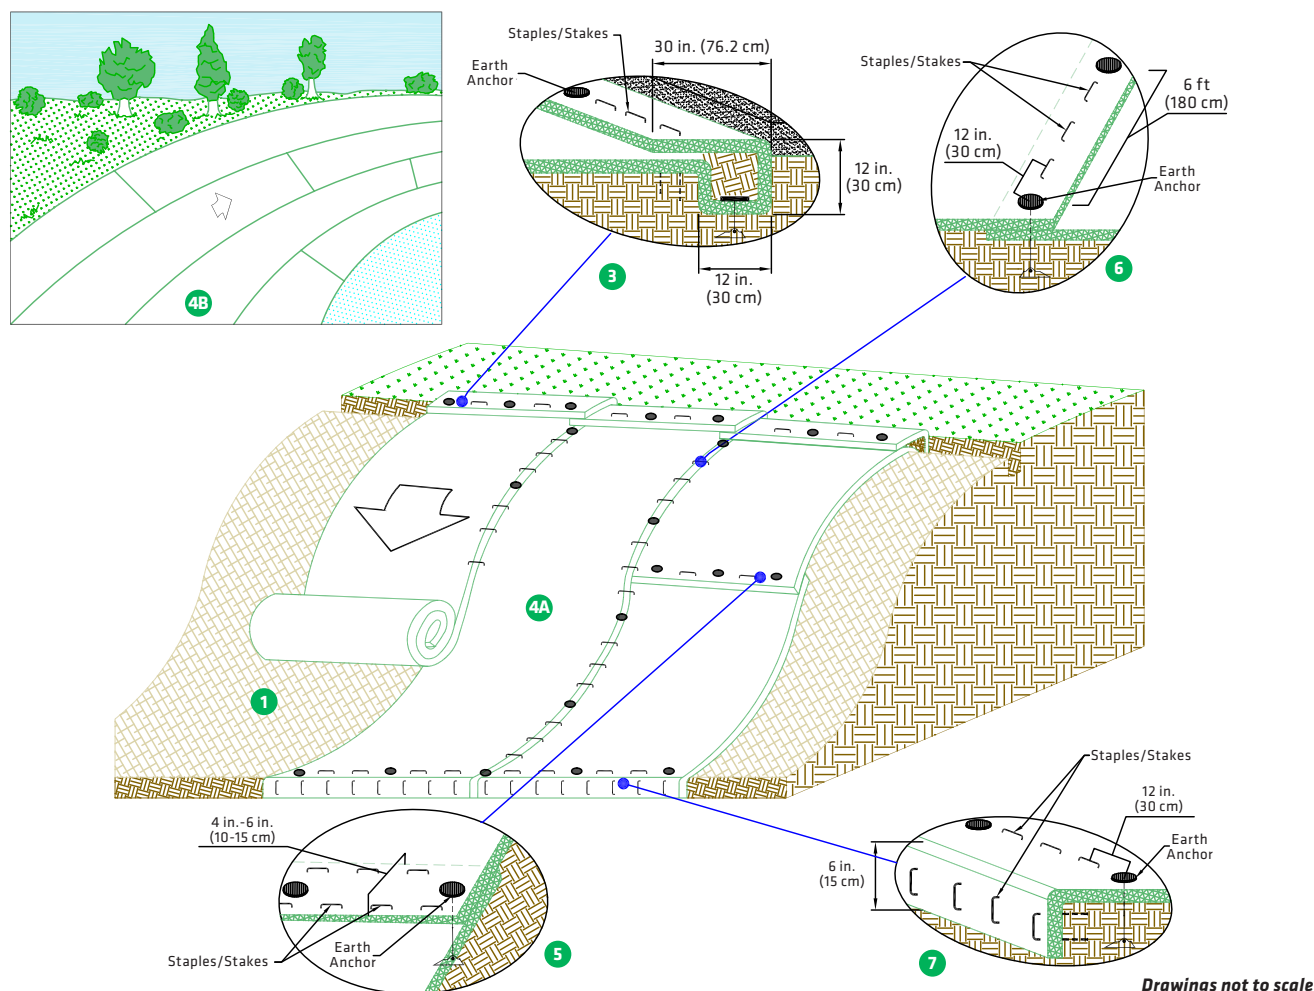 4B
Staples/Stakes
30 in. (76.2 cm)
Earth
Anchor
12 in.
(30 cm)
12 in.
(30 cm)
3
Staples/Stakes
6 ft
(180 cm)
12 in.
(30 cm)
Earth
Anchor
6
4A
1
4 in.-6 in.
(10-15 cm)
Staples/Stakes
Earth
Anchor
5
Staples/Stakes
12 in.
(30 cm)
Earth
Anchor
6 in.
(15 cm)
7
Drawings not to scale